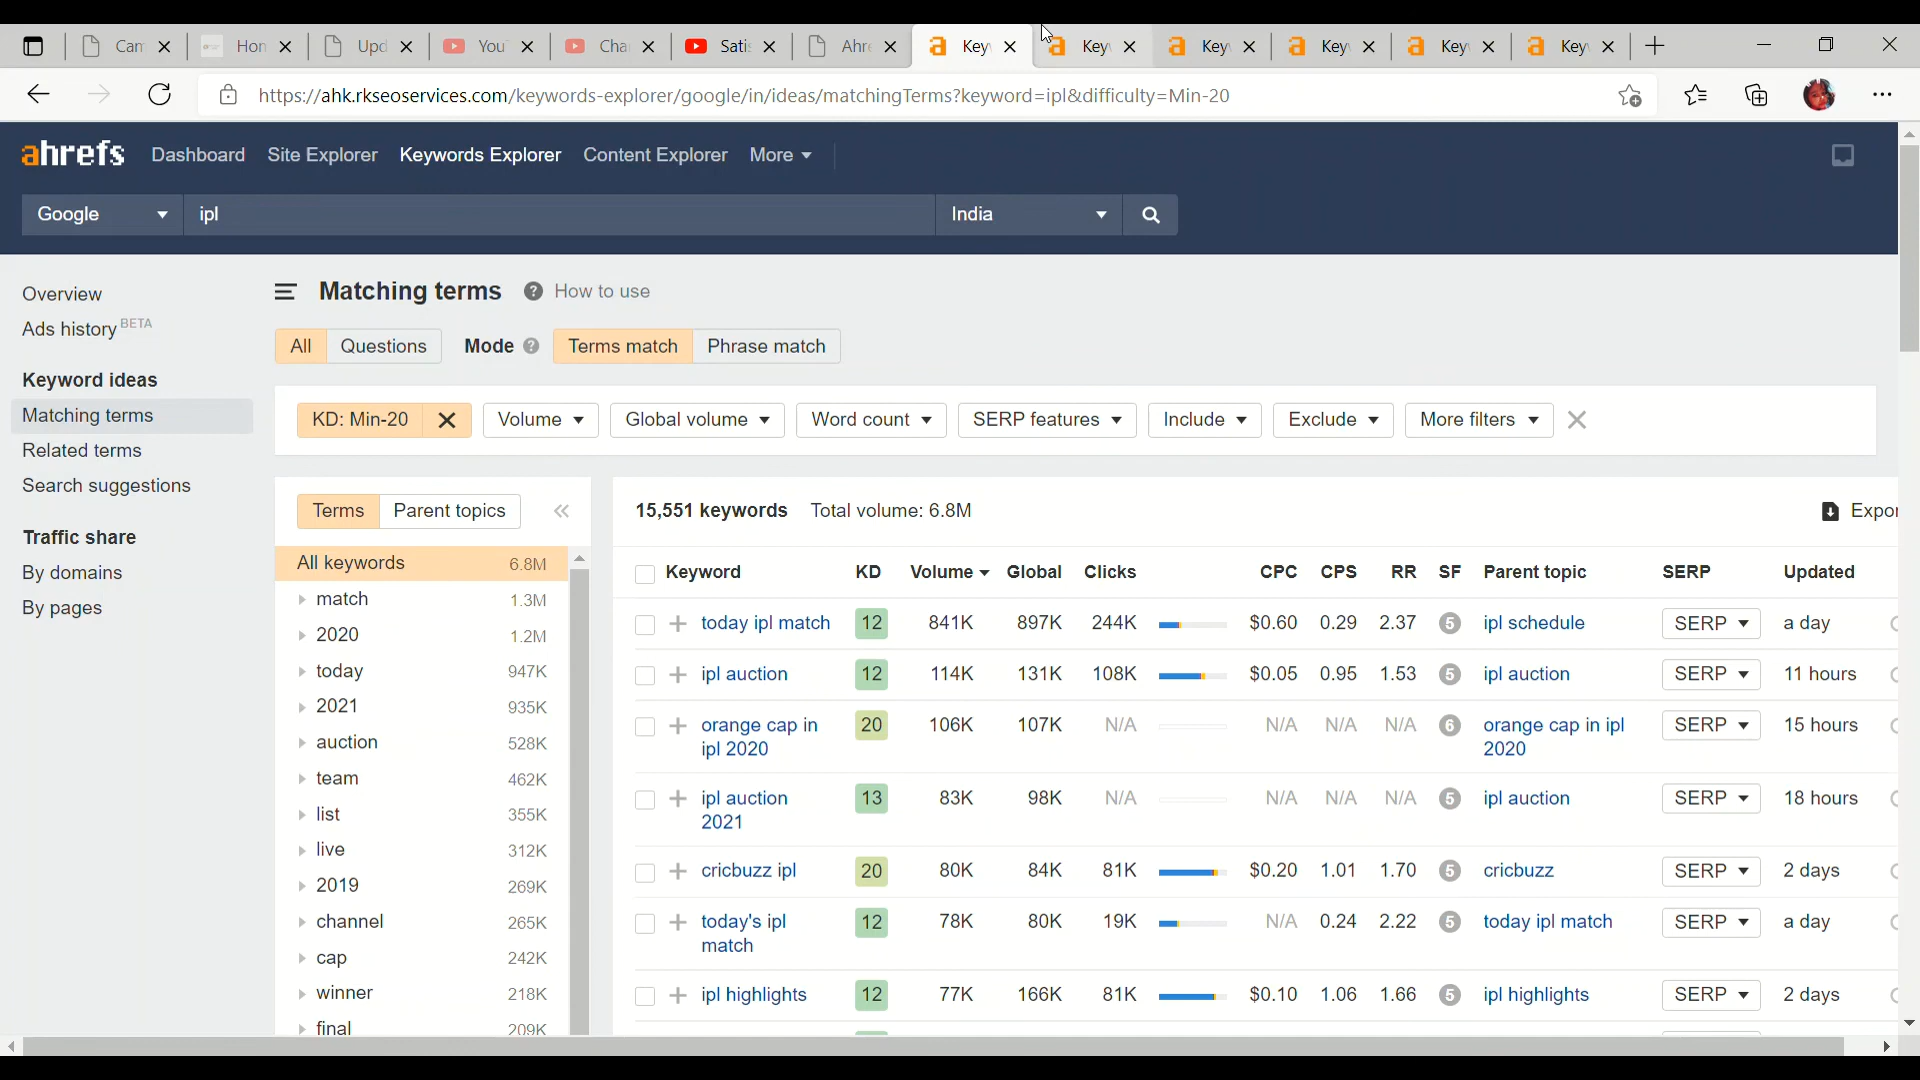 Can
Hon
Upd
You
Cha
Sati
Ahre
Key
Key
Key
Key
Key
Key
https://ahk.rkseoservices.com/keywords-explorer/google/in/ideas/matchingTerms?keyword=ipl&difficulty=Min-20
ahrefs Dashboard Site Explorer Keywords Explorer Content Explorer More
Google ipl India
Overview
Ads history BETA
Keyword ideas
Matching terms
Related terms
Search suggestions
Traffic share
By domains
By pages
Matching terms ? How to use
All Questions Mode ? Terms match Phrase match
KD: Min-20 Volume Global volume Word count SERP features Include Exclude More filters
Terms Parent topics
All keywords 6.8M
match 1.3M
2020 1.2M
today 947K
2021 935K
auction 528K
team 462K
list 355K
live 312K
2019 269K
channel 265K
cap 242K
winner 218K
final 209K
15,551 keywords Total volume: 6.8M Expor
Keyword KD Volume Global Clicks CPC CPS RR SF Parent topic SERP Updated
today ipl match 12 841K 897K 244K $0.60 0.29 2.37 5 ipl schedule SERP a day
ipl auction 12 114K 131K 108K $0.05 0.95 1.53 5 ipl auction SERP 11 hours
orange cap in 20 106K 107K N/A N/A N/A N/A 6 orange cap in ipl SERP 15 hours
ipl 2020 2020
ipl auction 13 83K 98K N/A N/A N/A N/A 5 ipl auction SERP 18 hours
2021
cricbuzz ipl 20 80K 84K 81K $0.20 1.01 1.70 5 cricbuzz SERP 2 days
today's ipl 12 78K 80K 19K N/A 0.24 2.22 5 today ipl match SERP a day
match
ipl highlights 12 77K 166K 81K $0.10 1.06 1.66 5 ipl highlights SERP 2 days